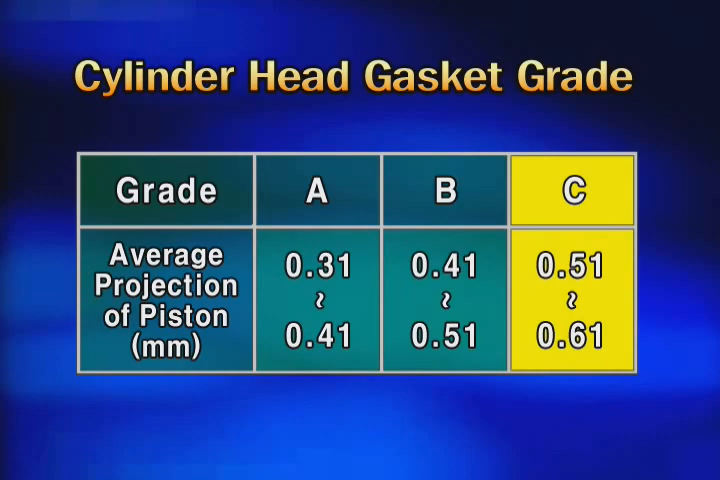 Cylinder Head Gasket Grade
Grade A B C
Average
Projection
of Piston
(mm)
0.31
~
0.41
0.41
~
0.51
0.51
~
0.61